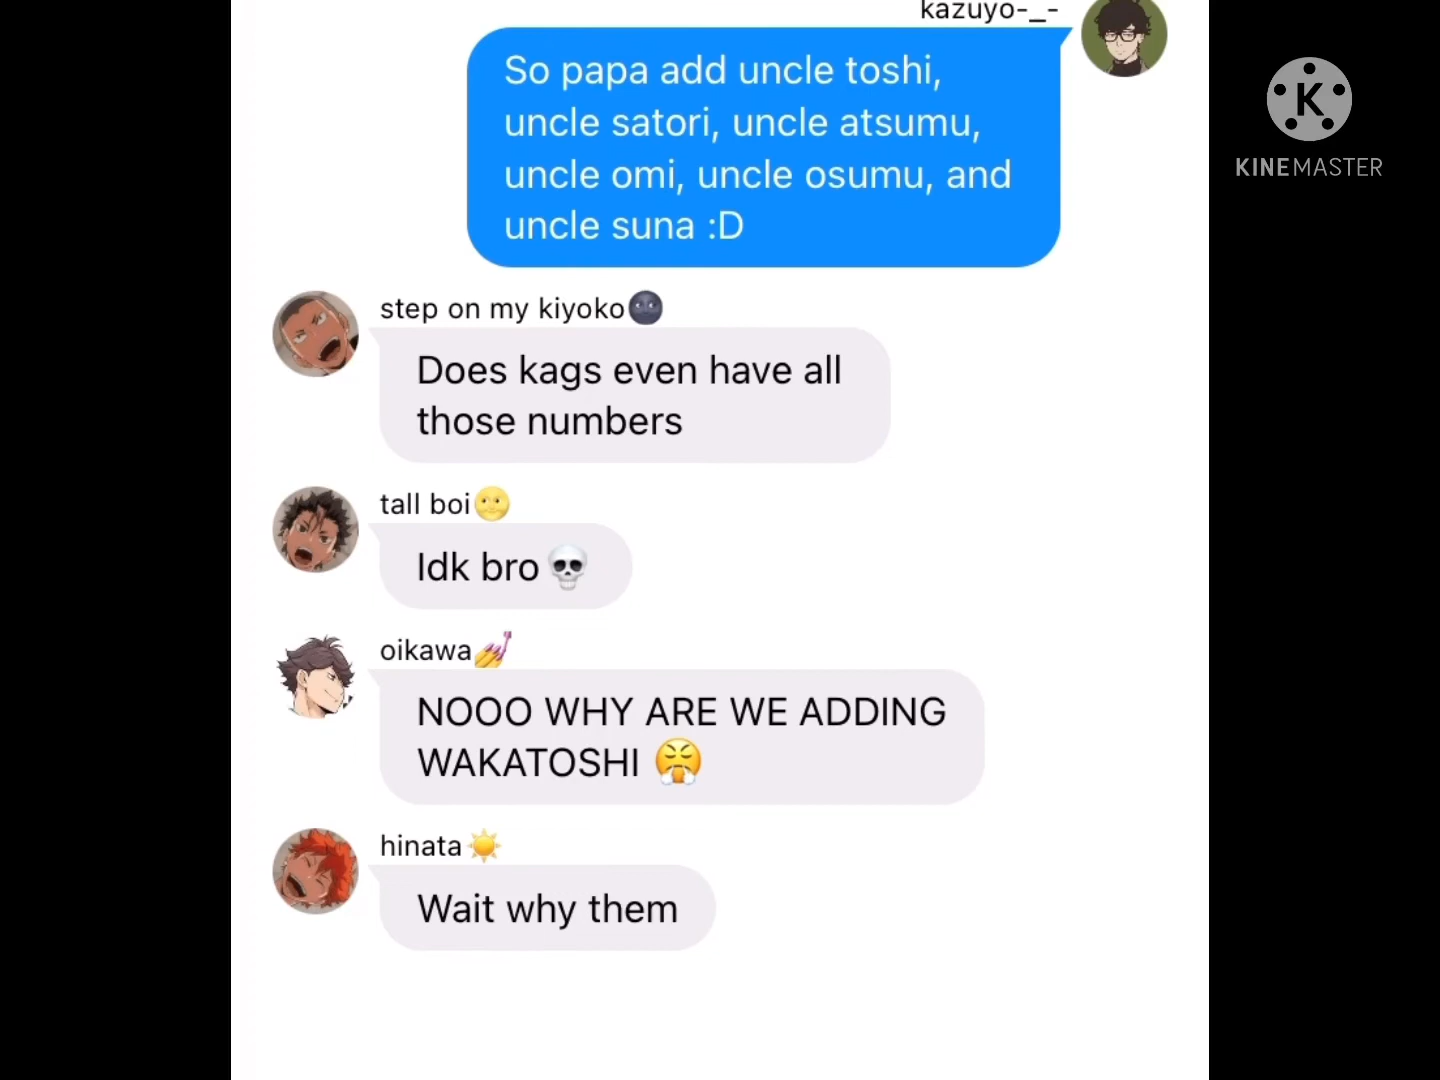 kazuyo-_-
So papa add uncle toshi,
uncle satori, uncle atsumu,
uncle omi, uncle osumu, and
uncle suna :D
K
KINEMASTER
step on my kiyoko🌚
Does kags even have all
those numbers
tall boi🌝
Idk bro💀
oikawa💅
NOOO WHY ARE WE ADDING
WAKATOSHI 😤
hinata☀️
Wait why them